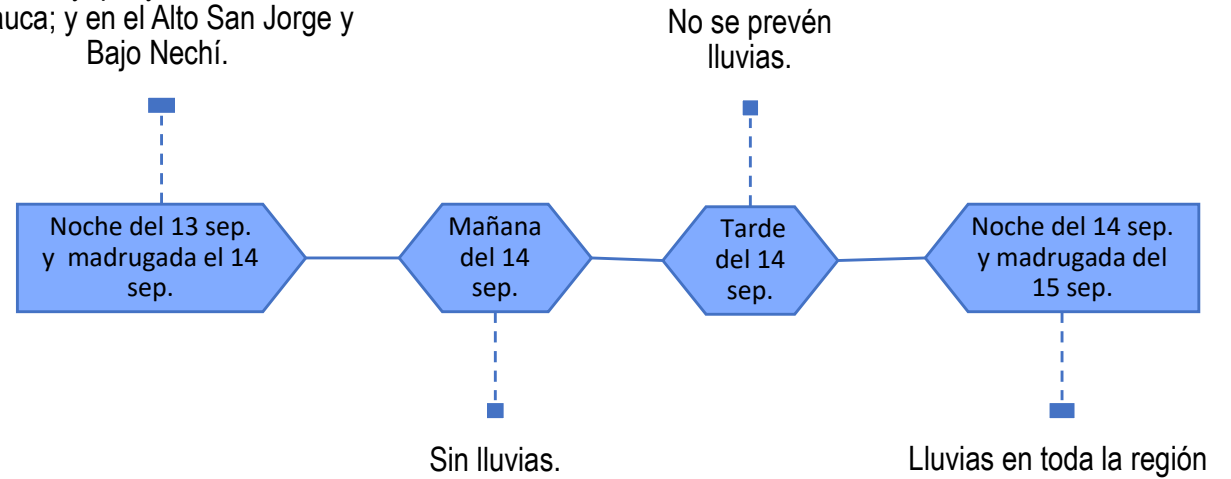 auca; y en el Alto San Jorge y
Bajo Nechí.
No se prevén
lluvias.
Noche del 13 sep.
y madrugada el 14
sep.
Mañana
del 14
sep.
Tarde
del 14
sep.
Noche del 14 sep.
y madrugada del
15 sep.
Sin lluvias.
Lluvias en toda la región